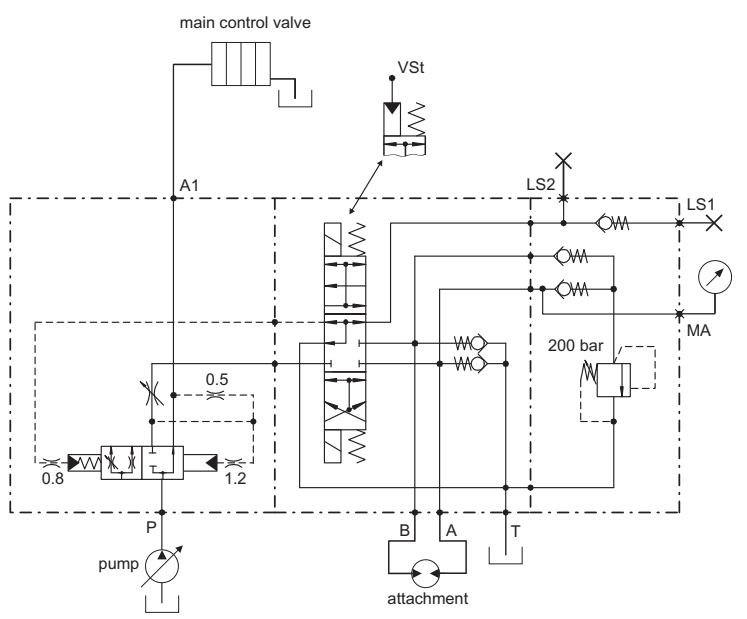 main control valve
VSt
A1
LS2
LS1
MA
200 bar
0.5
0.8
1.2
P
B
A
T
pump
attachment